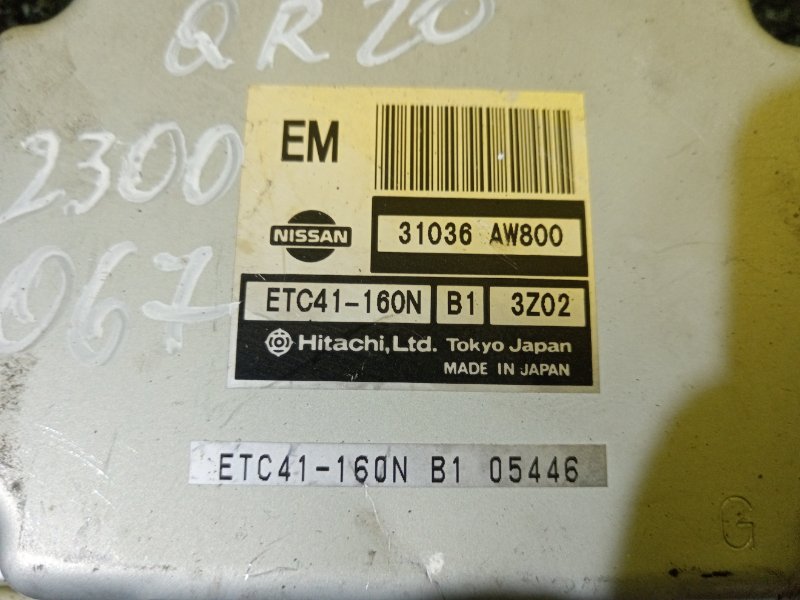 QR20
2300
067
EM
NISSAN
31036 AW800
ETC41-160N B1 3Z02
Hitachi, Ltd. Tokyo Japan
MADE IN JAPAN
ETC41-160N B1 05446
G